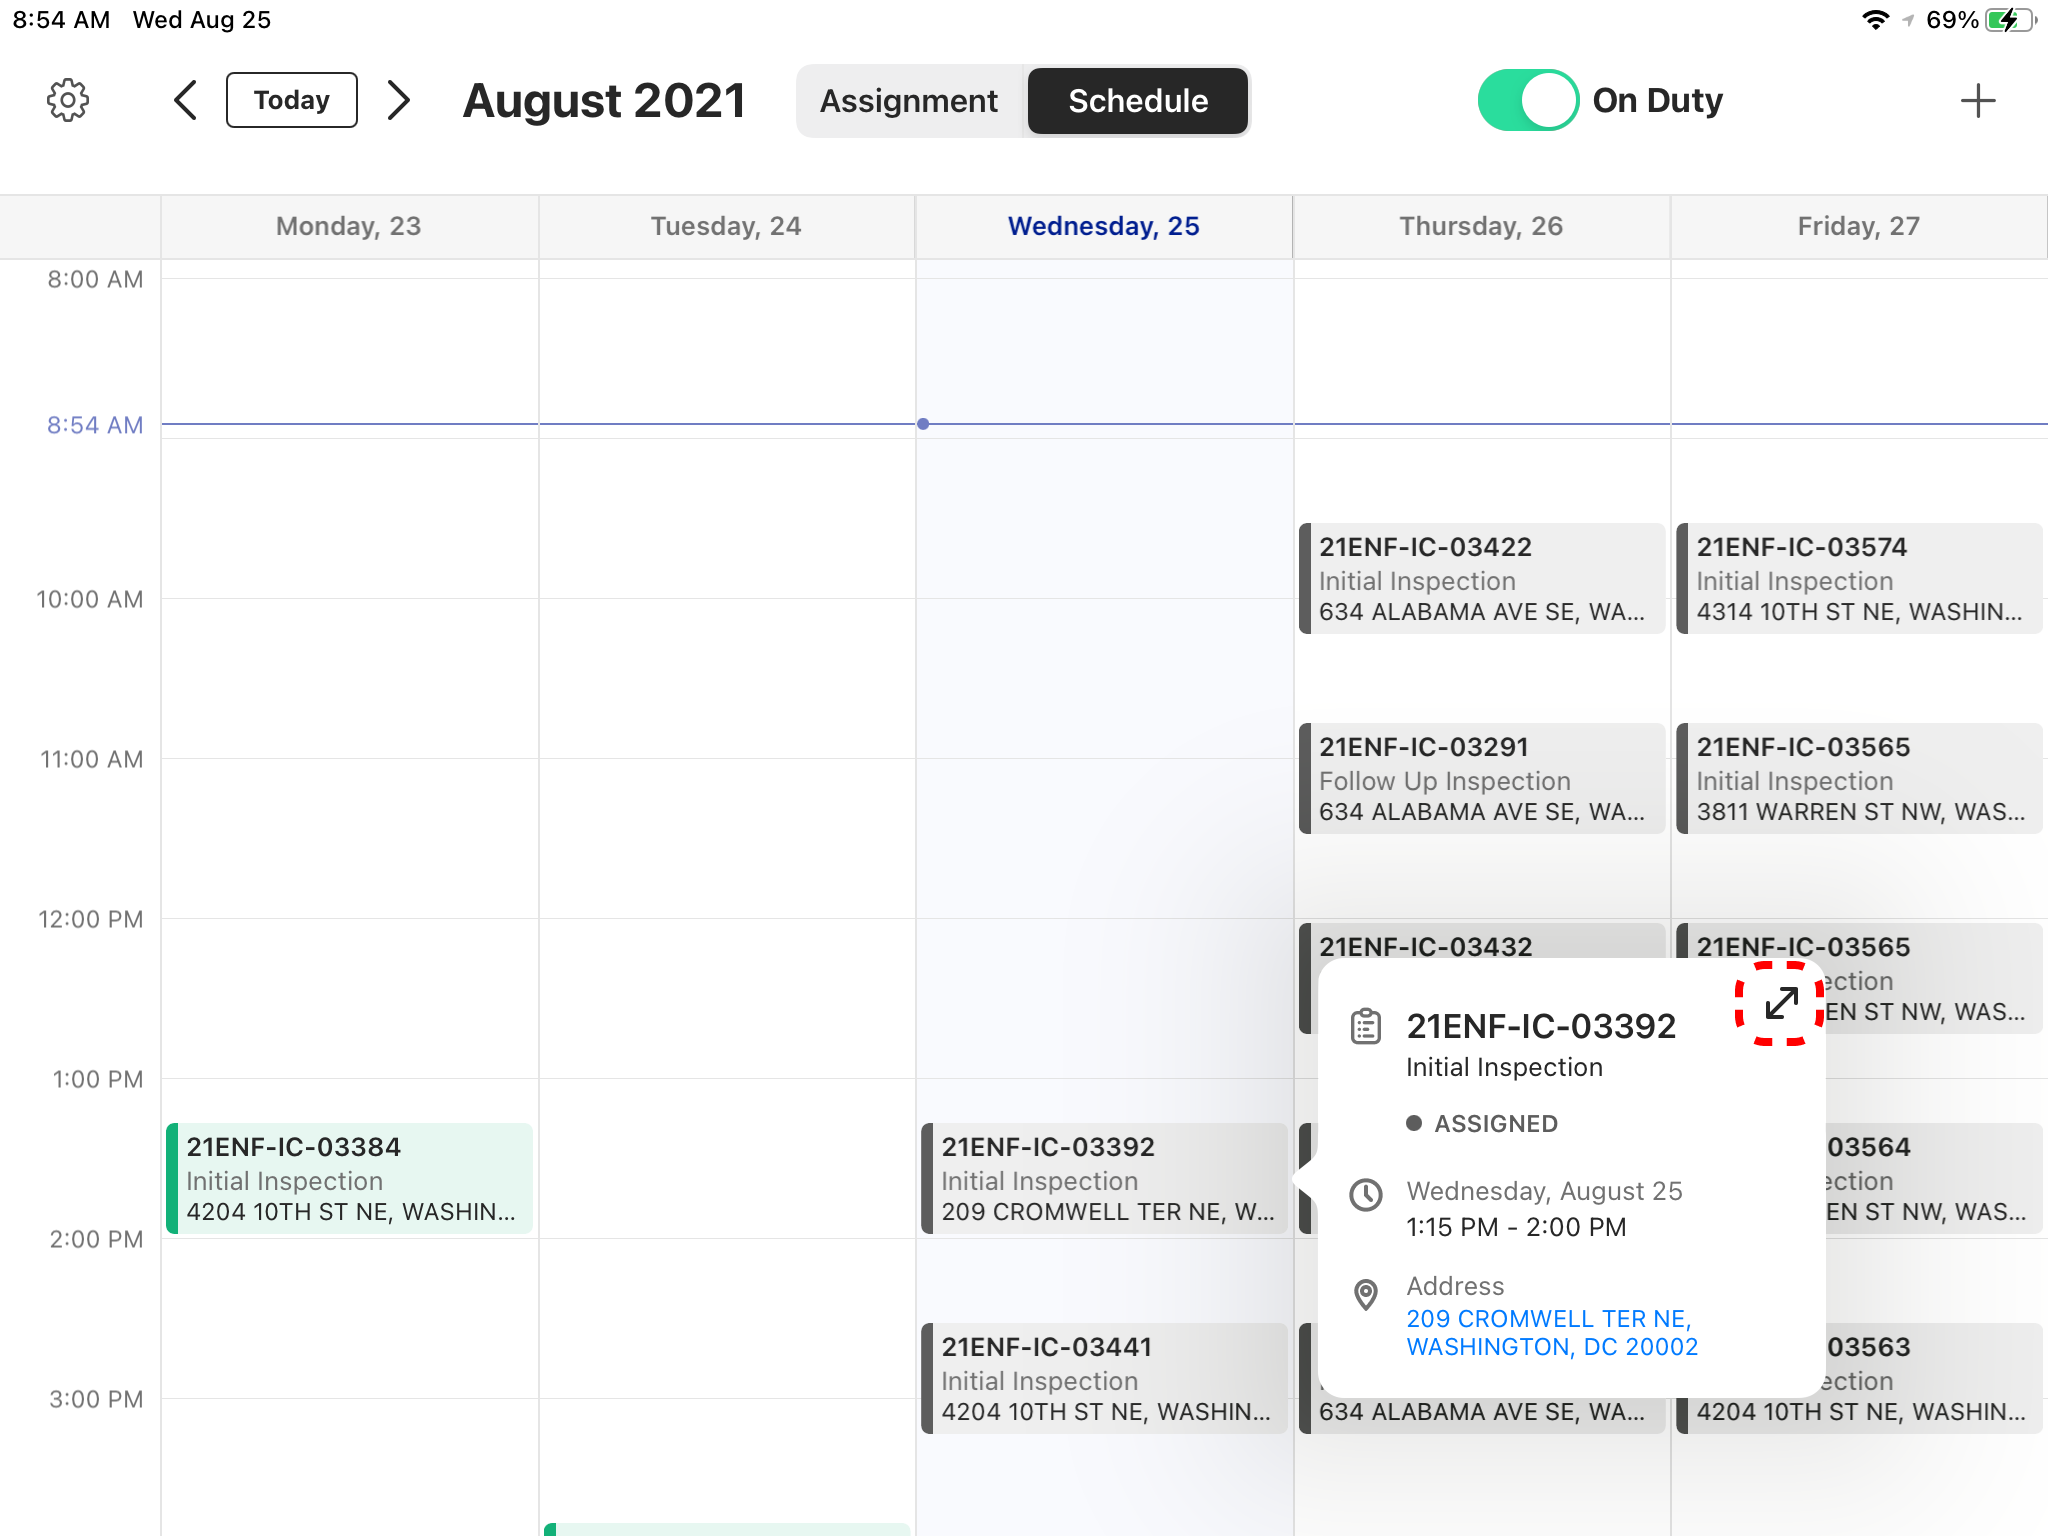 8:54 AM Wed Aug 25
69%
Today
August 2021
Assignment
Schedule
On Duty
Monday, 23
Tuesday, 24
Wednesday, 25
Thursday, 26
Friday, 27
8:00 AM
8:54 AM
10:00 AM
11:00 AM
12:00 PM
1:00 PM
2:00 PM
3:00 PM
21ENF-IC-03384
Initial Inspection
4204 10TH ST NE, WASHIN...
21ENF-IC-03392
Initial Inspection
209 CROMWELL TER NE, W...
21ENF-IC-03441
Initial Inspection
4204 10TH ST NE, WASHIN...
21ENF-IC-03422
Initial Inspection
634 ALABAMA AVE SE, WA...
21ENF-IC-03291
Follow Up Inspection
634 ALABAMA AVE SE, WA...
21ENF-IC-03432
634 ALABAMA AVE SE, WA...
21ENF-IC-03574
Initial Inspection
4314 10TH ST NE, WASHIN...
21ENF-IC-03565
Initial Inspection
3811 WARREN ST NW, WAS...
21ENF-IC-03565
ection
EN ST NW, WAS...
03564
ection
EN ST NW, WAS...
03563
ection
4204 10TH ST NE, WASHIN...
21ENF-IC-03392
Initial Inspection
ASSIGNED
Wednesday, August 25
1:15 PM - 2:00 PM
Address
209 CROMWELL TER NE,
WASHINGTON, DC 20002